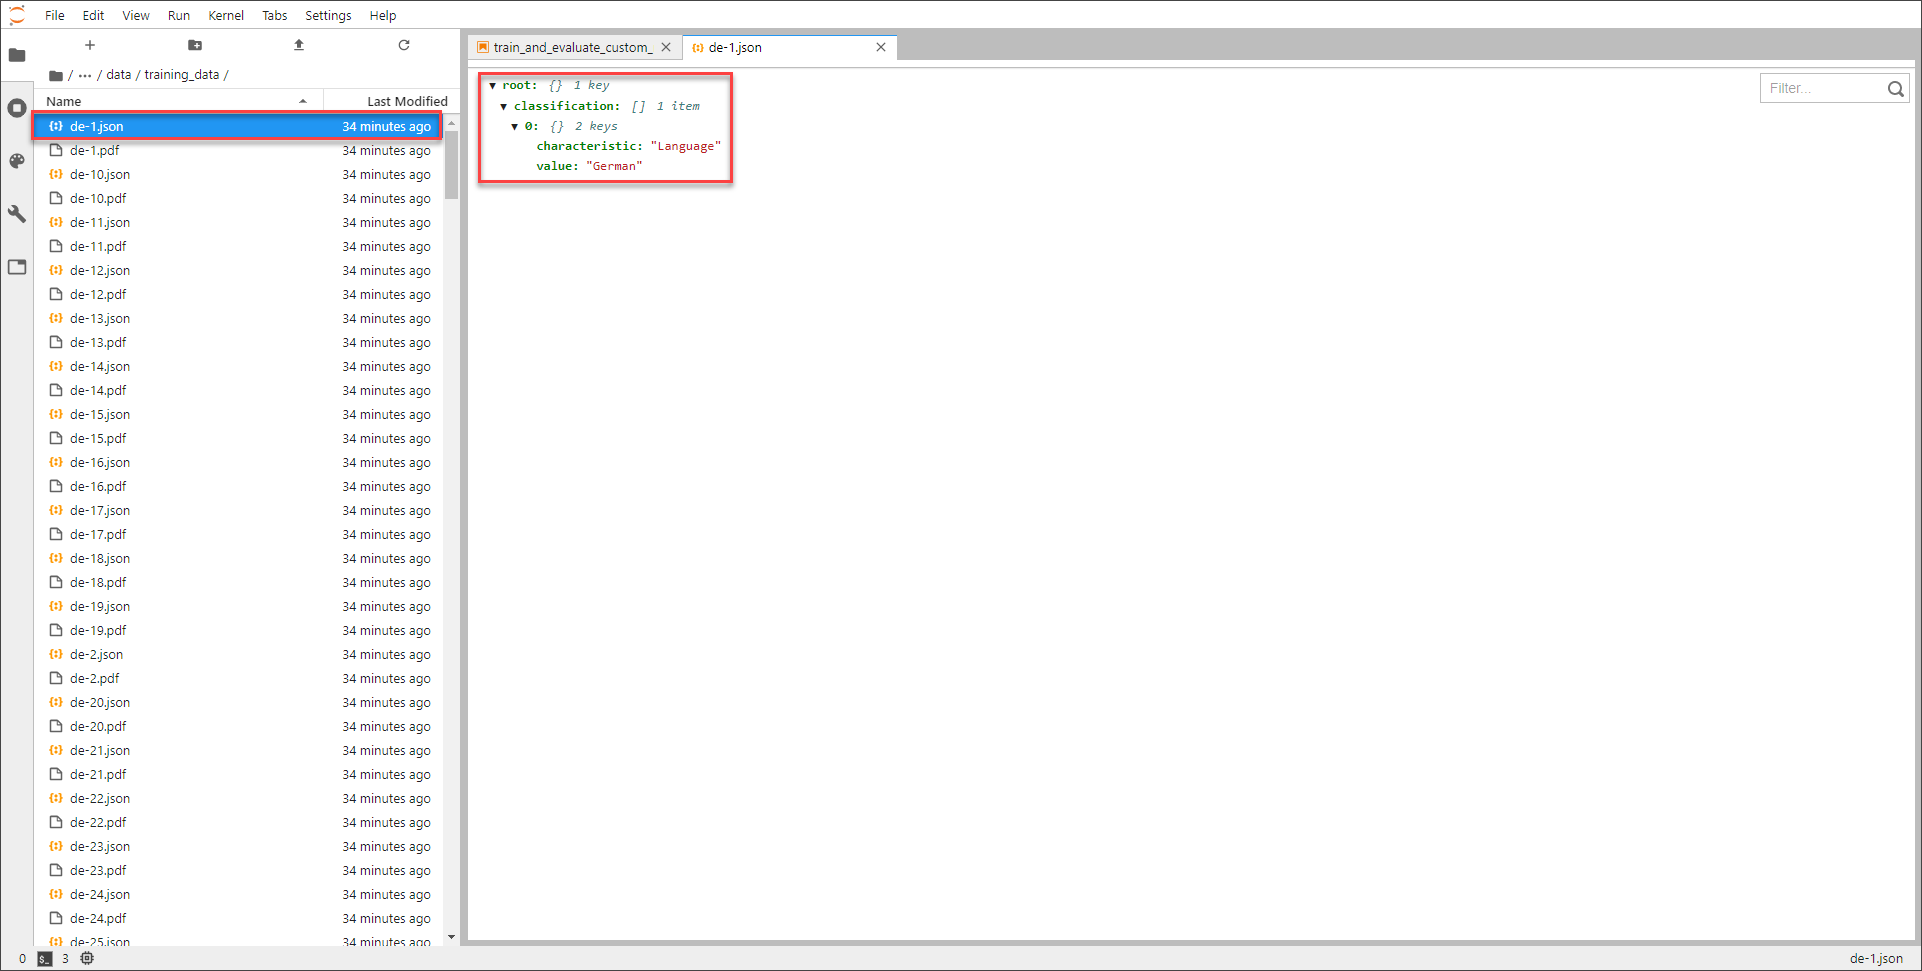 File Edit View Run Kernel Tabs Settings Help
/ ... / data / training_data /
Name Last Modified
de-1.json 34 minutes ago
de-1.pdf 34 minutes ago
de-10.json 34 minutes ago
de-10.pdf 34 minutes ago
de-11.json 34 minutes ago
de-11.pdf 34 minutes ago
de-12.json 34 minutes ago
de-12.pdf 34 minutes ago
de-13.json 34 minutes ago
de-13.pdf 34 minutes ago
de-14.json 34 minutes ago
de-14.pdf 34 minutes ago
de-15.json 34 minutes ago
de-15.pdf 34 minutes ago
de-16.json 34 minutes ago
de-16.pdf 34 minutes ago
de-17.json 34 minutes ago
de-17.pdf 34 minutes ago
de-18.json 34 minutes ago
de-18.pdf 34 minutes ago
de-19.json 34 minutes ago
de-19.pdf 34 minutes ago
de-2.json 34 minutes ago
de-2.pdf 34 minutes ago
de-20.json 34 minutes ago
de-20.pdf 34 minutes ago
de-21.json 34 minutes ago
de-21.pdf 34 minutes ago
de-22.json 34 minutes ago
de-22.pdf 34 minutes ago
de-23.json 34 minutes ago
de-23.pdf 34 minutes ago
de-24.json 34 minutes ago
de-24.pdf 34 minutes ago
de-25.json 34 minutes ago
train_and_evaluate_custom_ de-1.json
Filter...
root: {} 1 key
classification: [] 1 item
0: {} 2 keys
characteristic: "Language"
value: "German"
0 $_ 3 de-1.json